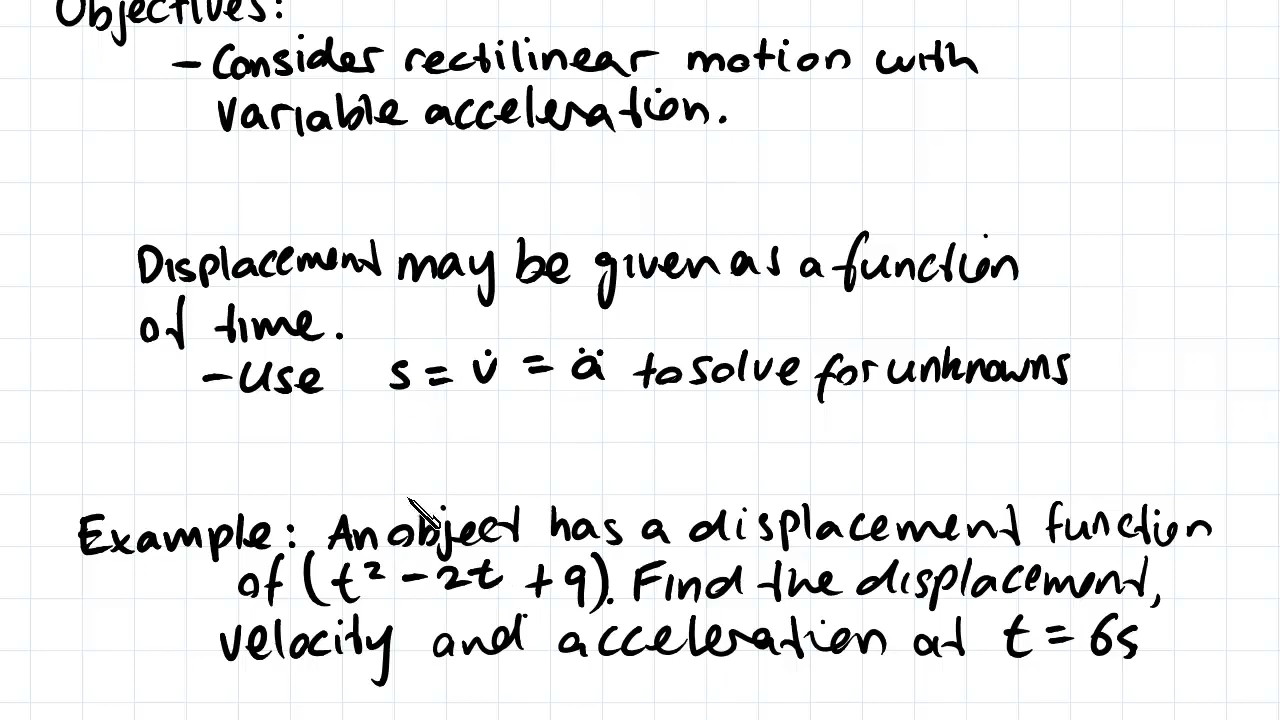 Objectives:
- Consider rectilinear motion with
variable acceleration.
Displacement may be given as a function
of time.
- Use s = v̇ = ä to solve for unknowns
Example: An object has a displacement function
of (t² - 2t + 9). Find the displacement,
velocity and acceleration at t = 6s